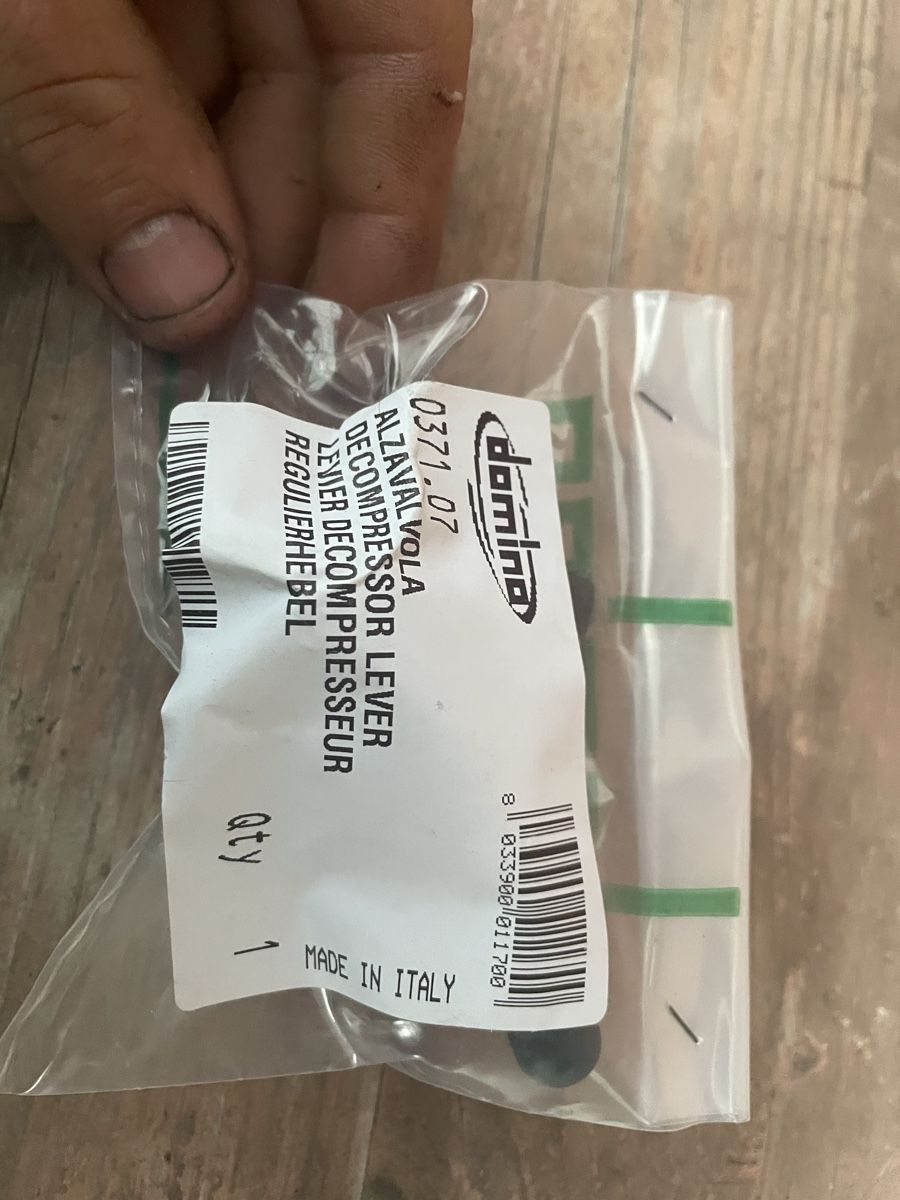 domino
0371.07
ALZAVALVOLA
DECOMPRESSOR LEVER
LEVIER DECOMPRESSEUR
REGULIERHEBEL
Qty 1
MADE IN ITALY
8 033900 011700